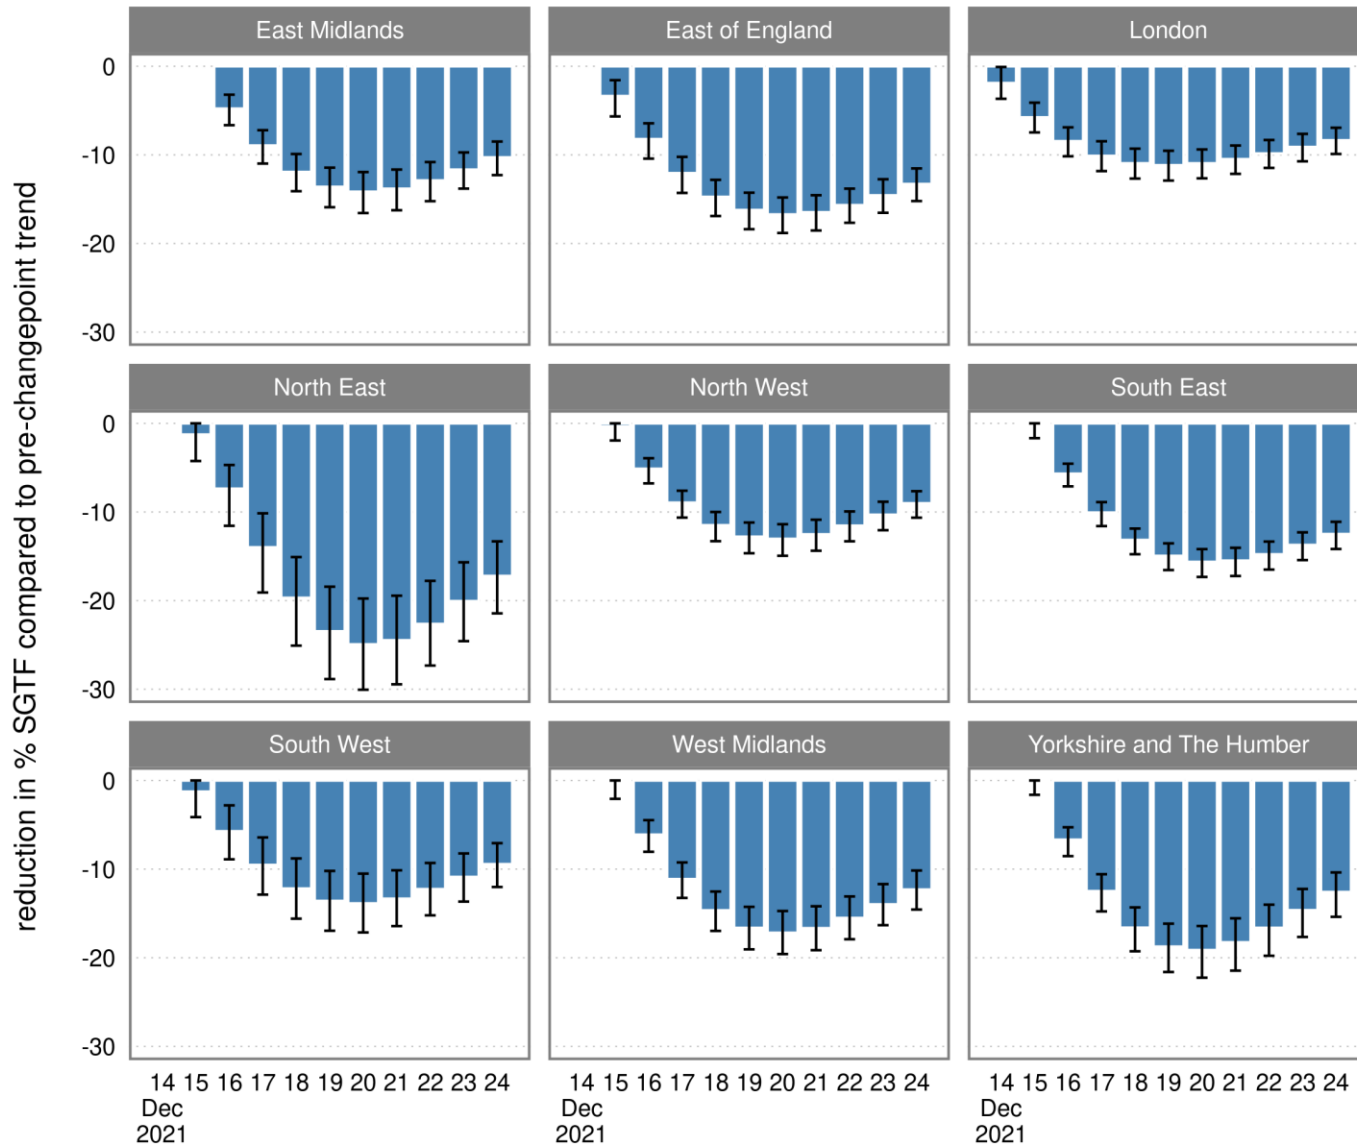 reduction in % SGTF compared to pre-changepoint trend
East Midlands
East of England
London
0
-10
-20
-30
North East
North West
South East
0
-10
-20
-30
South West
West Midlands
Yorkshire and The Humber
0
-10
-20
-30
14 15 16 17 18 19 20 21 22 23 24
Dec
2021
14 15 16 17 18 19 20 21 22 23 24
Dec
2021
14 15 16 17 18 19 20 21 22 23 24
Dec
2021